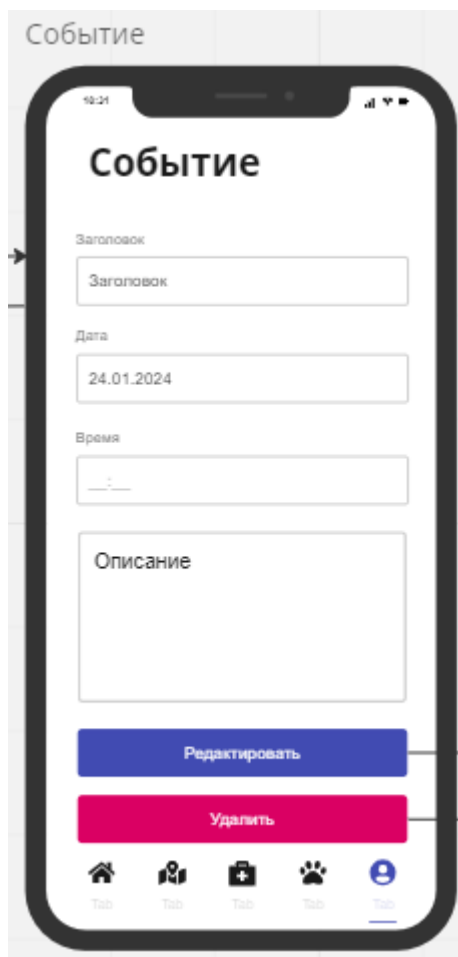 Событие
10:21
Событие
Заголовок
Заголовок
Дата
24.01.2024
Время
__:__
Описание
Редактировать
Удалить
Tab Tab Tab Tab Tab